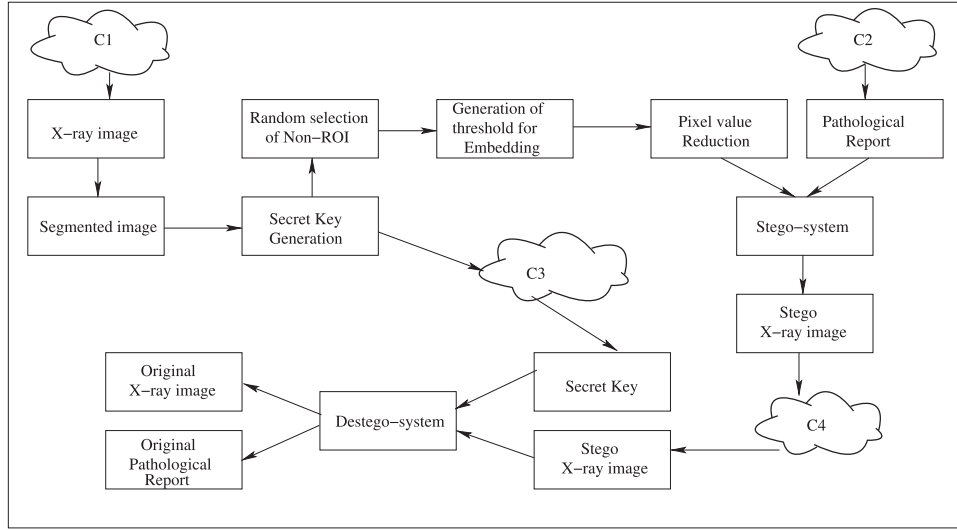 C1
C2
X−ray image
Random selection
of Non−ROI
Generation of
threshold for
Embedding
Pixel value
Reduction
Pathological
Report
Segmented image
Secret Key
Generation
Stego−system
C3
Stego
X−ray image
Original
X−ray image
Secret Key
Destego−system
C4
Original
Pathological
Report
Stego
X−ray image